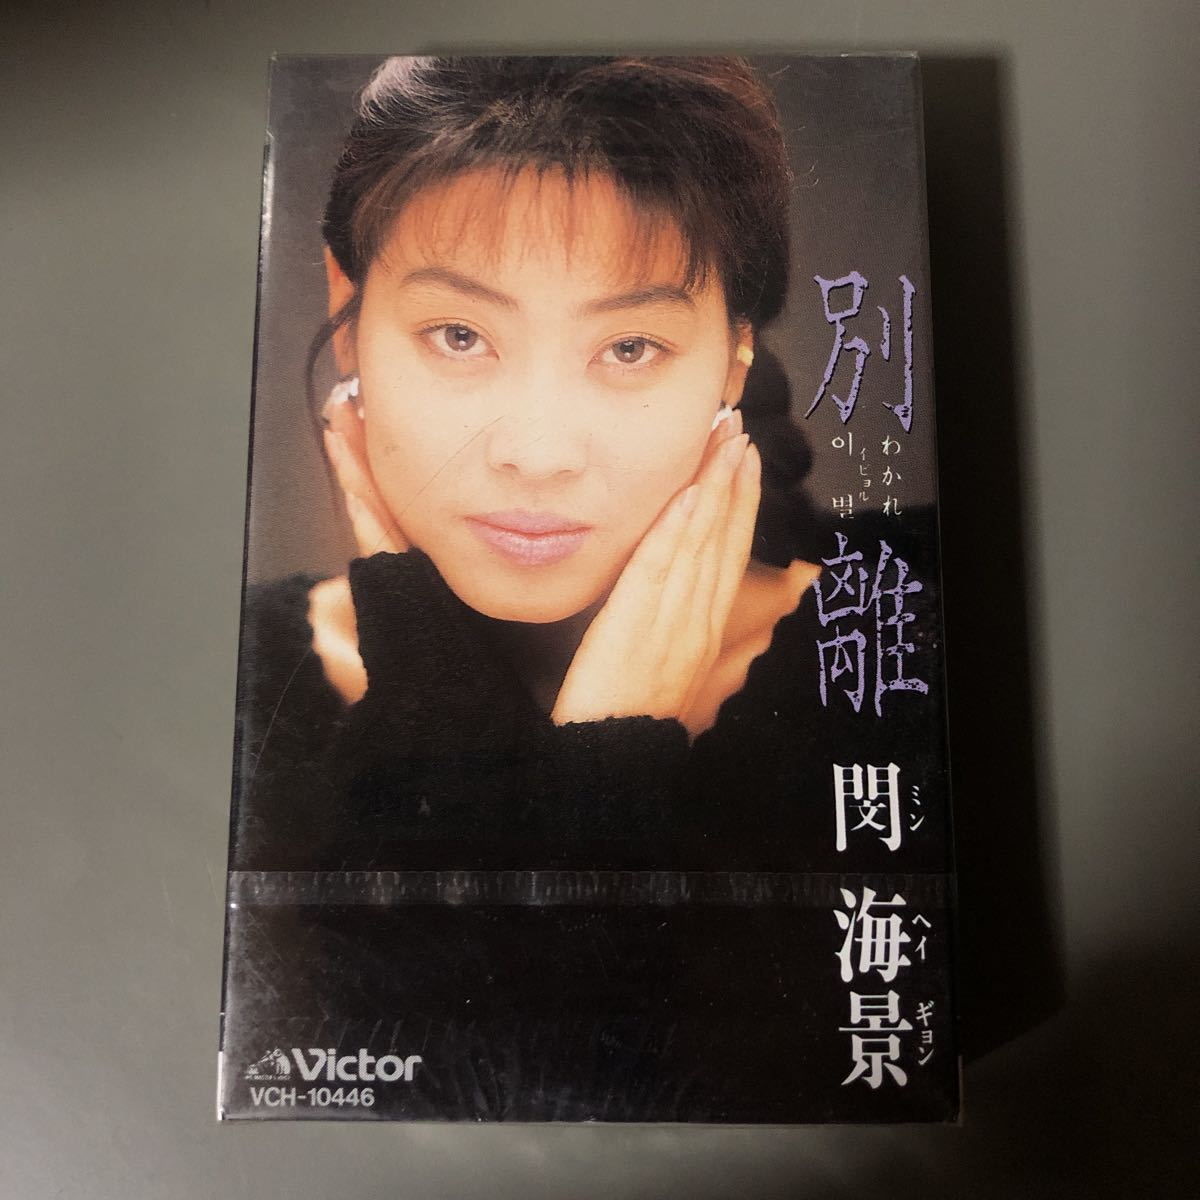 別離
わかれ
イビョル
이별
閔海景
ミン
ヘイ
ギョン
Victor
VCH-10446